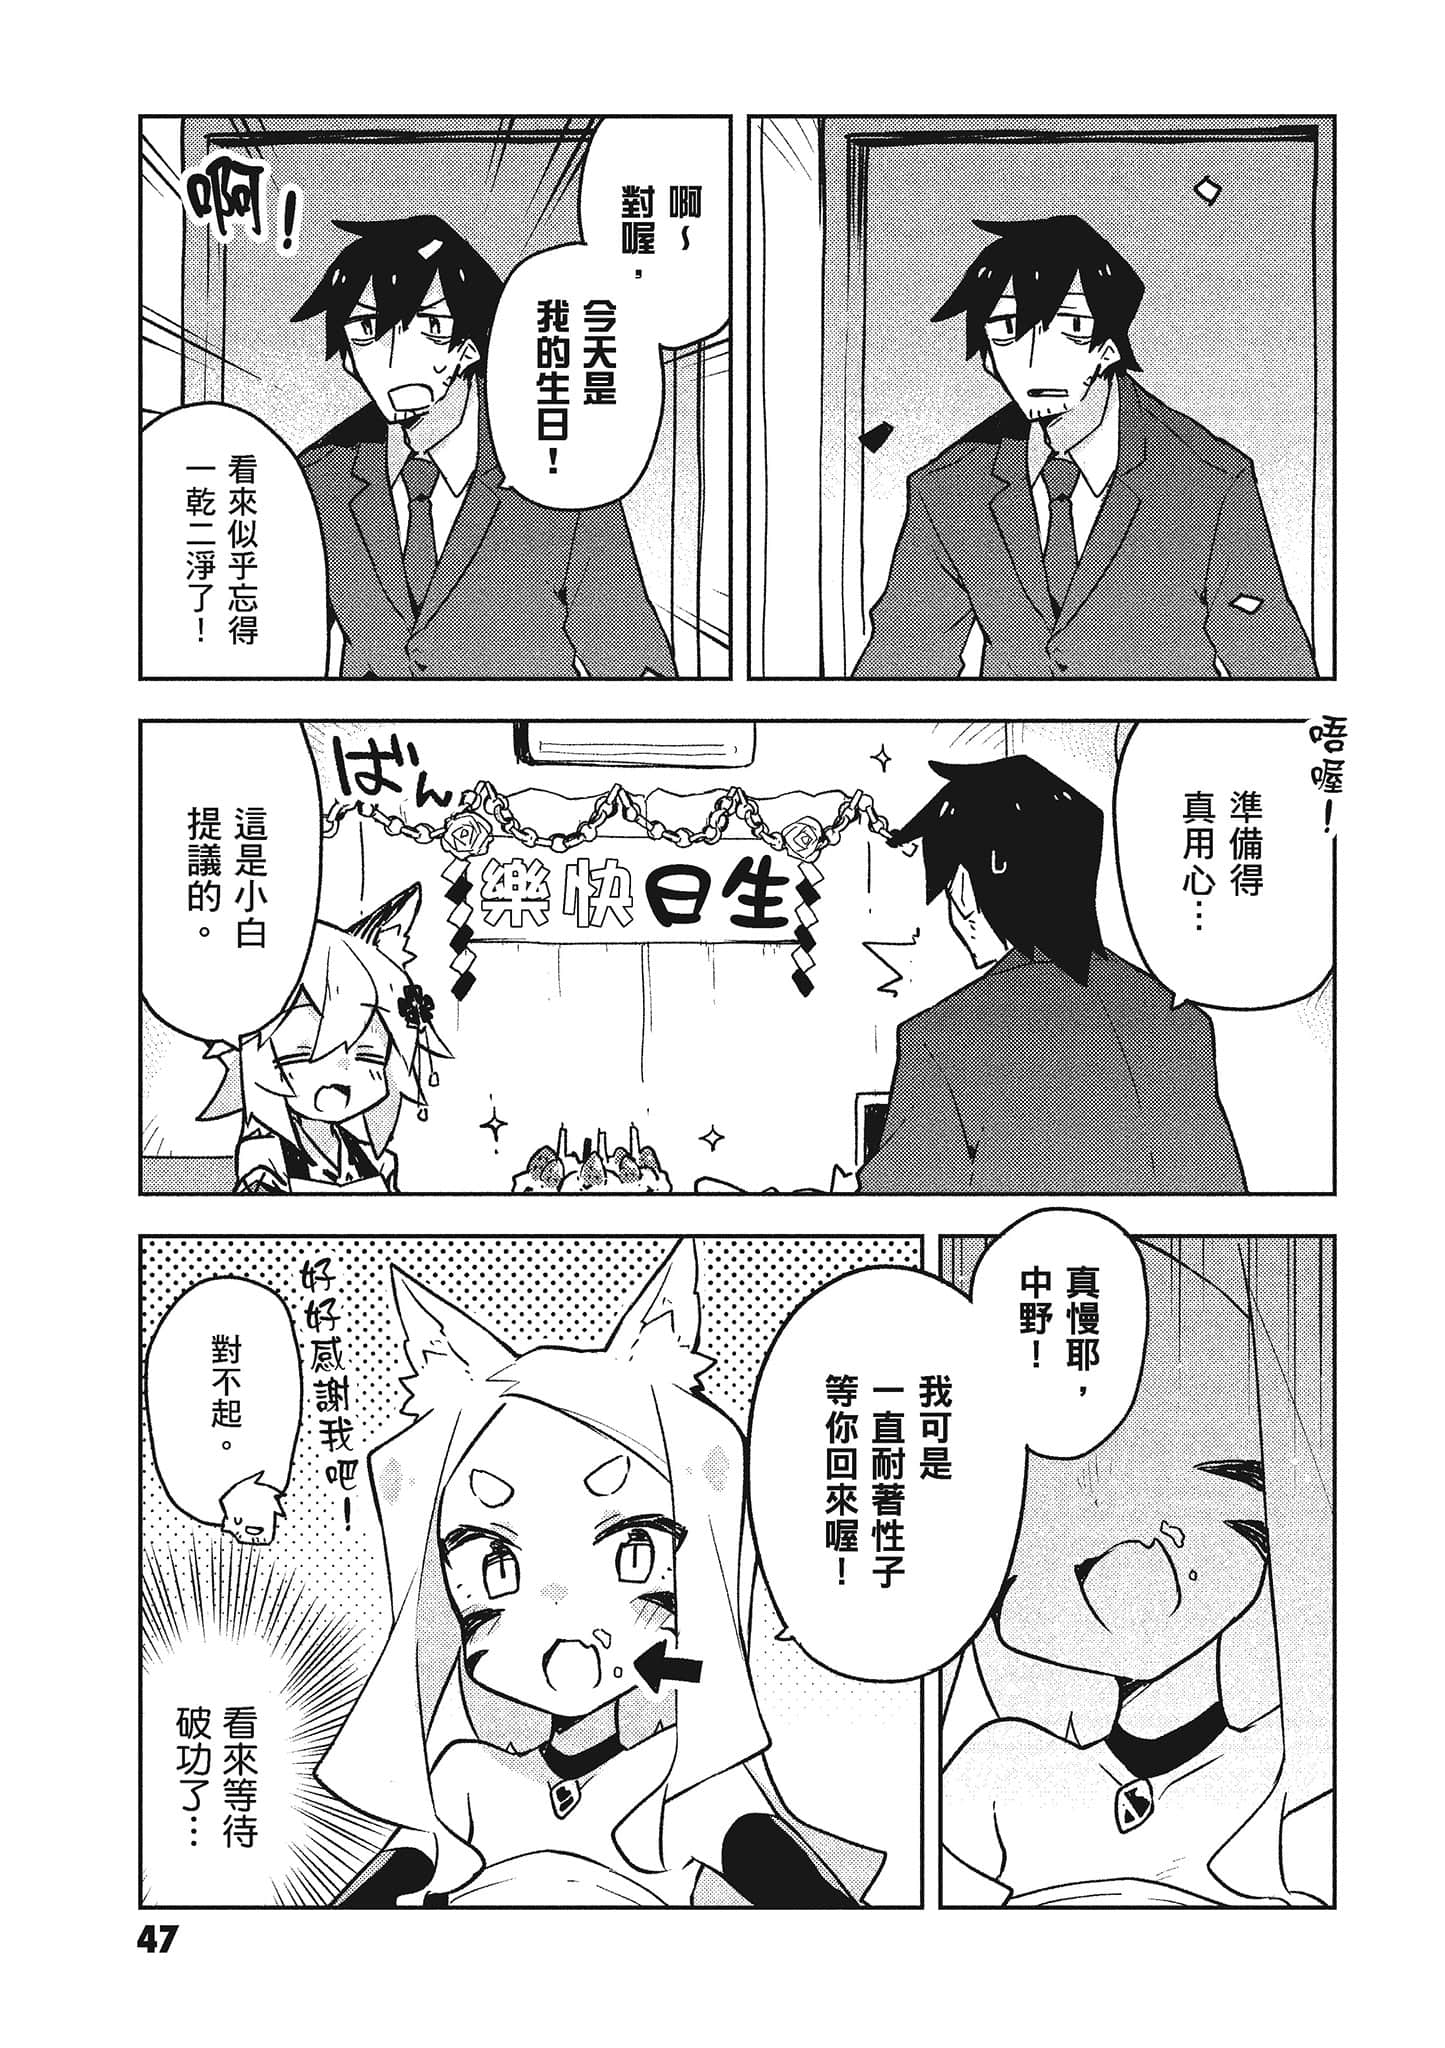 啊～
對喔，
今天是
我的生日！
啊！
看來似乎忘得
一乾二淨了！
唔喔！
準備得
真用心…
ばん
生日快樂
這是小白
提議的。
真慢耶，
中野！
我可是
一直耐著性子
等你回來喔！
好好感謝我吧！
對不起。
看來等待
破功了…
47